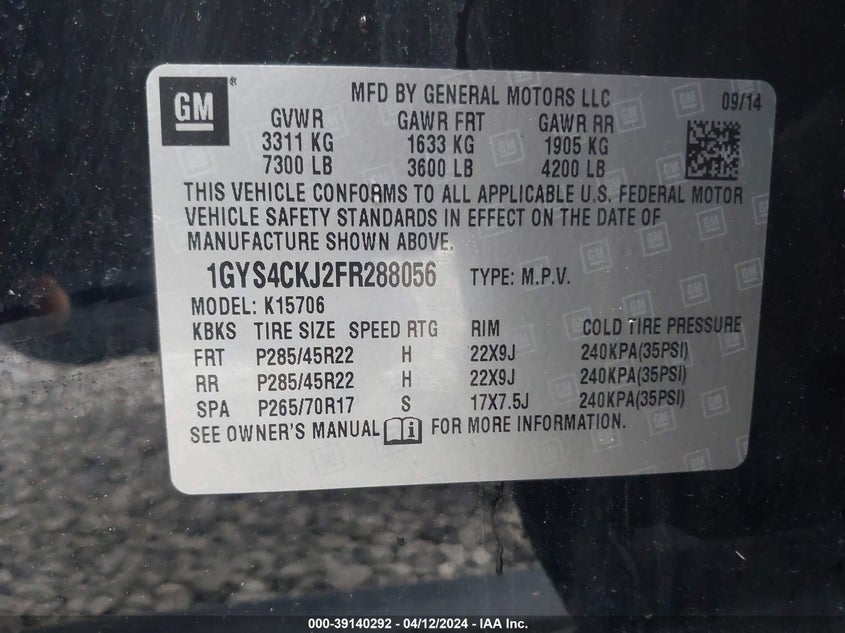 GM
MFD BY GENERAL MOTORS LLC 09/14
GVWR GAWR FRT GAWR RR
3311 KG 1633 KG 1905 KG
7300 LB 3600 LB 4200 LB
THIS VEHICLE CONFORMS TO ALL APPLICABLE U.S. FEDERAL MOTOR
VEHICLE SAFETY STANDARDS IN EFFECT ON THE DATE OF
MANUFACTURE SHOWN ABOVE.
1GYS4CKJ2FR288056 TYPE: M.P.V.
MODEL: K15706
KBKS TIRE SIZE SPEED RTG RIM COLD TIRE PRESSURE
FRT P285/45R22 H 22X9J 240KPA(35PSI)
RR P285/45R22 H 22X9J 240KPA(35PSI)
SPA P265/70R17 S 17X7.5J 240KPA(35PSI)
SEE OWNER'S MANUAL i FOR MORE INFORMATION.
000-39140292 - 04/12/2024 - IAA Inc.